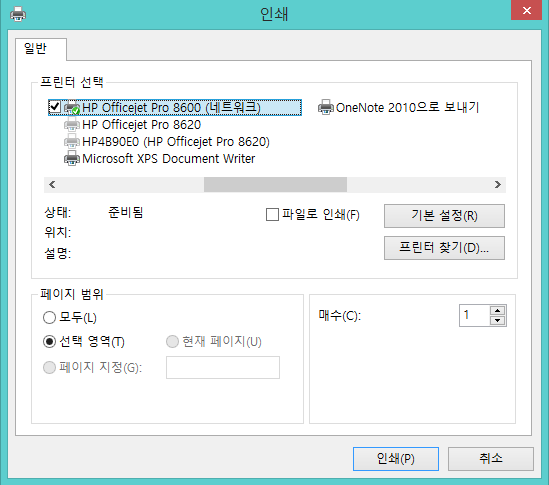 인쇄
일반
프린터 선택
HP Officejet Pro 8600 (네트워크)
OneNote 2010으로 보내기
HP Officejet Pro 8620
HP4B90E0 (HP Officejet Pro 8620)
Microsoft XPS Document Writer
상태: 준비됨
파일로 인쇄(F)
기본 설정(R)
위치:
설명:
프린터 찾기(D)...
페이지 범위
모두(L)
선택 영역(T)
현재 페이지(U)
페이지 지정(G):
매수(C): 1
인쇄(P)
취소